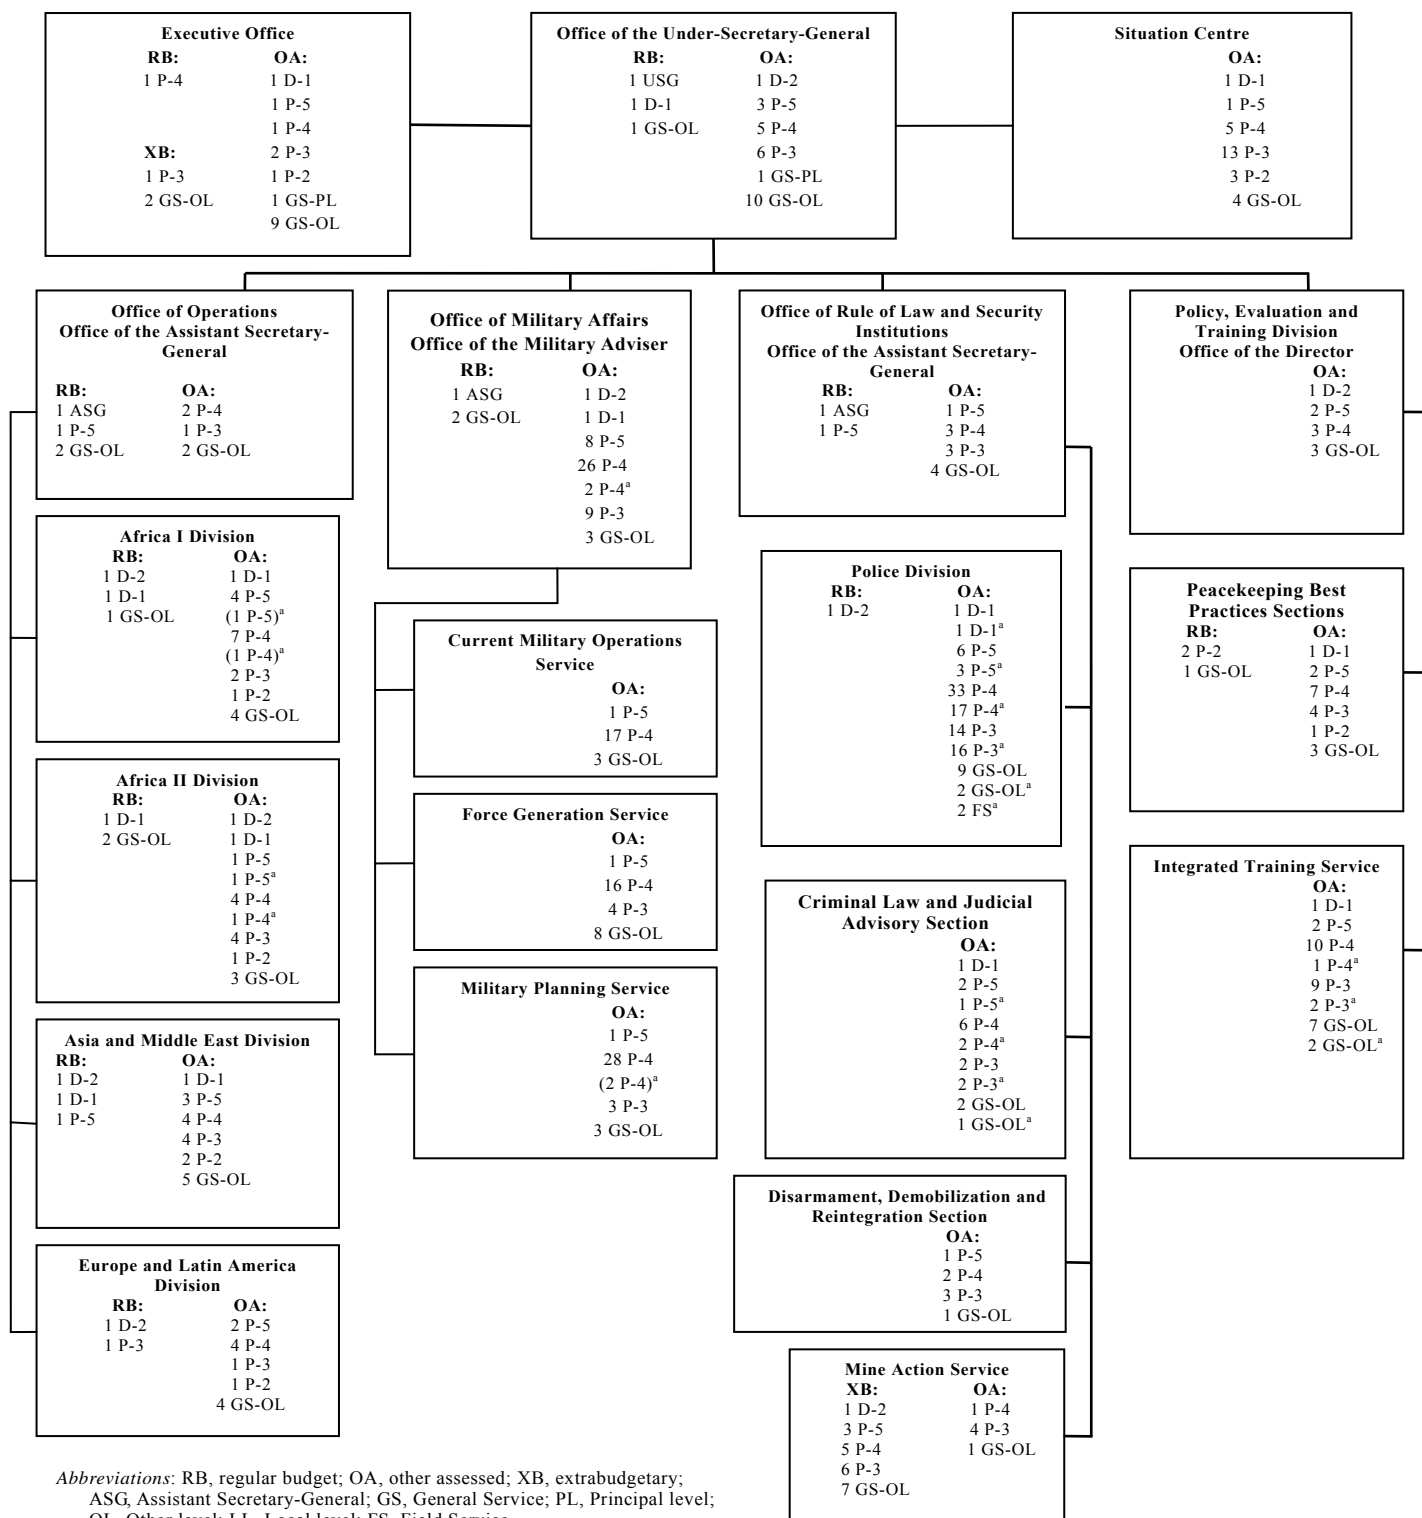 Executive Office
RB:
1 P-4
XB:
1 P-3
2 GS-OL
OA:
1 D-1
1 P-5
1 P-4
2 P-3
1 P-2
1 GS-PL
9 GS-OL
Office of the Under-Secretary-General
RB:
1 USG
1 D-1
1 GS-OL
OA:
1 D-2
3 P-5
5 P-4
6 P-3
1 GS-PL
10 GS-OL
Situation Centre
OA:
1 D-1
1 P-5
5 P-4
13 P-3
3 P-2
4 GS-OL
Office of Operations
Office of the Assistant Secretary-
General
RB:
1 ASG
1 P-5
2 GS-OL
OA:
2 P-4
1 P-3
2 GS-OL
Africa I Division
RB:
1 D-2
1 D-1
1 GS-OL
OA:
1 D-1
4 P-5
(1 P-5)ª
7 P-4
(1 P-4)ª
2 P-3
1 P-2
4 GS-OL
Africa II Division
RB:
1 D-1
2 GS-OL
OA:
1 D-2
1 D-1
1 P-5
1 P-5ª
4 P-4
1 P-4ª
4 P-3
1 P-2
3 GS-OL
Asia and Middle East Division
RB:
1 D-2
1 D-1
1 P-5
OA:
1 D-1
3 P-5
4 P-4
4 P-3
2 P-2
5 GS-OL
Europe and Latin America
Division
RB:
1 D-2
1 P-3
OA:
2 P-5
4 P-4
1 P-3
1 P-2
4 GS-OL
Office of Military Affairs
Office of the Military Adviser
RB:
1 ASG
2 GS-OL
OA:
1 D-2
1 D-1
8 P-5
26 P-4
2 P-4ª
9 P-3
3 GS-OL
Current Military Operations
Service
OA:
1 P-5
17 P-4
3 GS-OL
Force Generation Service
OA:
1 P-5
16 P-4
4 P-3
8 GS-OL
Military Planning Service
OA:
1 P-5
28 P-4
(2 P-4)ª
3 P-3
3 GS-OL
Office of Rule of Law and Security
Institutions
Office of the Assistant Secretary-
General
RB:
1 ASG
1 P-5
OA:
1 P-5
3 P-4
3 P-3
4 GS-OL
Police Division
RB:
1 D-2
OA:
1 D-1
1 D-1ª
6 P-5
3 P-5ª
33 P-4
17 P-4ª
14 P-3
16 P-3ª
9 GS-OL
2 GS-OLª
2 FSª
Criminal Law and Judicial
Advisory Section
OA:
1 D-1
2 P-5
1 P-5ª
6 P-4
2 P-4ª
2 P-3
2 P-3ª
2 GS-OL
1 GS-OLª
Disarmament, Demobilization and
Reintegration Section
OA:
1 P-5
2 P-4
3 P-3
1 GS-OL
Mine Action Service
XB:
1 D-2
3 P-5
5 P-4
6 P-3
7 GS-OL
OA:
1 P-4
4 P-3
1 GS-OL
Policy, Evaluation and
Training Division
Office of the Director
OA:
1 D-2
2 P-5
3 P-4
3 GS-OL
Peacekeeping Best
Practices Sections
RB:
2 P-2
1 GS-OL
OA:
1 D-1
2 P-5
7 P-4
4 P-3
1 P-2
3 GS-OL
Integrated Training Service
OA:
1 D-1
2 P-5
10 P-4
1 P-4ª
9 P-3
2 P-3ª
7 GS-OL
2 GS-OLª
Abbreviations: RB, regular budget; OA, other assessed; XB, extrabudgetary;
ASG, Assistant Secretary-General; GS, General Service; PL, Principal level;
OL, Other level; LL, Local level; FS, Field Service